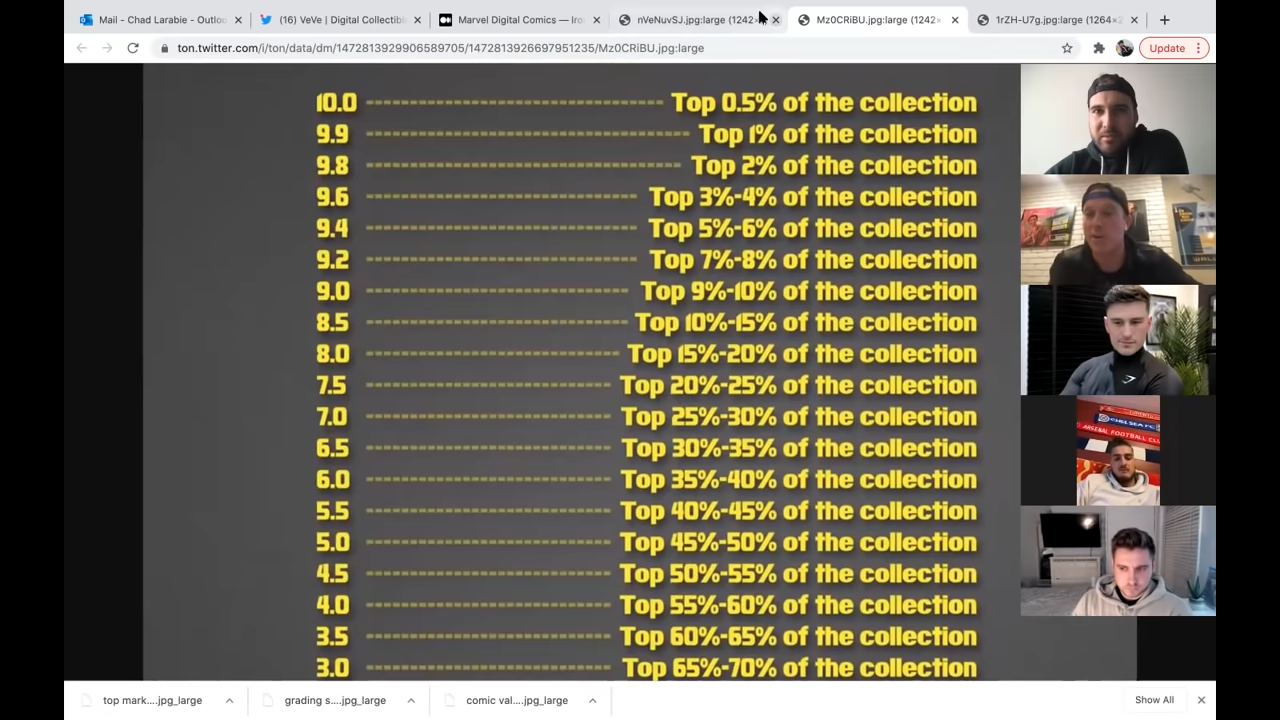 Mail - Chad Larabie - Outloo
(16) VeVe | Digital Collectibl
Marvel Digital Comics — Iro
nVeNuvSJ.jpg:large (1242×
Mz0CRiBU.jpg:large (1242×
1rZH-U7g.jpg:large (1264×2
ton.twitter.com/i/ton/data/dm/1472813929906589705/1472813926697951235/Mz0CRiBU.jpg:large
Update
10.0 Top 0.5% of the collection
9.9 Top 1% of the collection
9.8 Top 2% of the collection
9.6 Top 3%-4% of the collection
9.4 Top 5%-6% of the collection
9.2 Top 7%-8% of the collection
9.0 Top 9%-10% of the collection
8.5 Top 10%-15% of the collection
8.0 Top 15%-20% of the collection
7.5 Top 20%-25% of the collection
7.0 Top 25%-30% of the collection
6.5 Top 30%-35% of the collection
6.0 Top 35%-40% of the collection
5.5 Top 40%-45% of the collection
5.0 Top 45%-50% of the collection
4.5 Top 50%-55% of the collection
4.0 Top 55%-60% of the collection
3.5 Top 60%-65% of the collection
3.0 Top 65%-70% of the collection
CHELSEA FC
ARSENAL FOOTBALL CLU
top mark....jpg_large
grading s....jpg_large
comic val....jpg_large
Show All